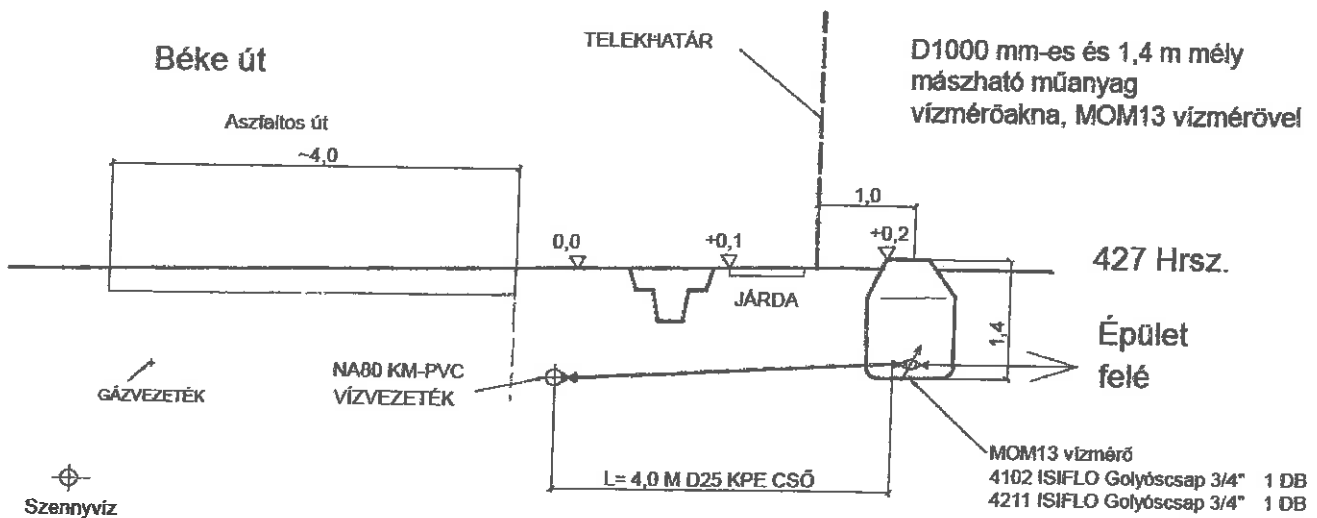 Béke út
Aszfaltos út
~4,0
TELEKHATÁR
D1000 mm-es és 1,4 m mély
mászható műanyag
vízmérőakna, MOM13 vízmérővel
1,0
0,0
+0,1
+0,2
JÁRDA
427 Hrsz.
1,4
Épület
felé
GÁZVEZETÉK
NA80 KM-PVC
VÍZVEZETÉK
L= 4,0 M D25 KPE CSŐ
Szennyvíz
MOM13 vízmérő
4102 ISIFLO Golyóscsap 3/4" 1 DB
4211 ISIFLO Golyóscsap 3/4" 1 DB